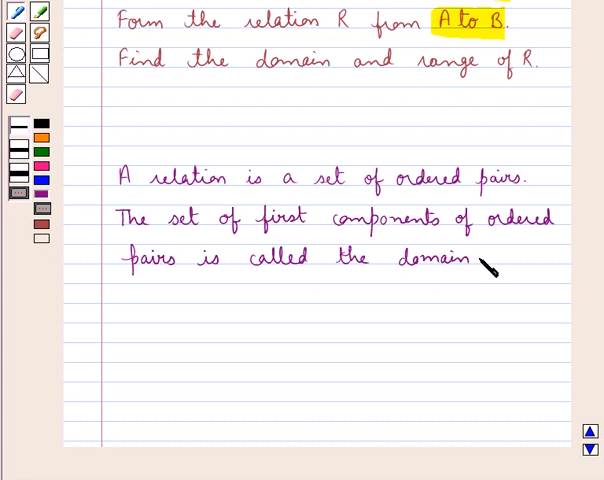 Form the relation R from A to B.
Find the domain and range of R.
A relation is a set of ordered pairs.
The set of first components of ordered
pairs is called the domain